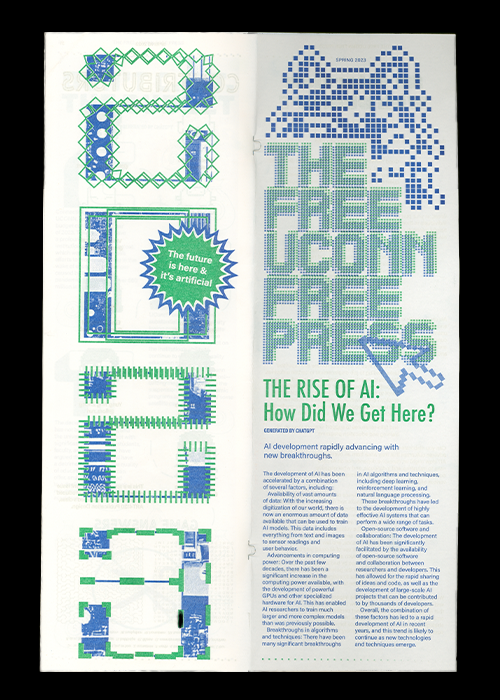 The future
is here &
it's artificial
SPRING 2023
THE
FREE
UCONN
FREE
PRESS
THE RISE OF AI:
How Did We Get Here?
GENERATED BY CHATGPT
AI development rapidly advancing with
new breakthroughs.
The development of AI has been
accelerated by a combination
of several factors, including:
Availability of vast amounts
of data: With the increasing
digitization of our world, there is
now an enormous amount of data
available that can be used to train
AI models. This data includes
everything from text and images
to sensor readings and
user behavior.
Advancements in computing
power: Over the past few
decades, there has been a
significant increase in the
computing power available, with
the development of powerful
GPUs and other specialized
hardware for AI. This has enabled
AI researchers to train much
larger and more complex models
than was previously possible.
Breakthroughs in algorithms
and techniques: There have been
many significant breakthroughs
in AI algorithms and techniques,
including deep learning,
reinforcement learning, and
natural language processing.
These breakthroughs have led
to the development of highly
effective AI systems that can
perform a wide range of tasks.
Open-source software and
collaboration: The development
of AI has been significantly
facilitated by the availability
of open-source software
and collaboration between
researchers and developers. This
has allowed for the rapid sharing
of ideas and code, as well as the
development of large-scale AI
projects that can be contributed
to by thousands of developers.
Overall, the combination of
these factors has led to a rapid
development of AI in recent
years, and this trend is likely to
continue as new technologies
and techniques emerge.